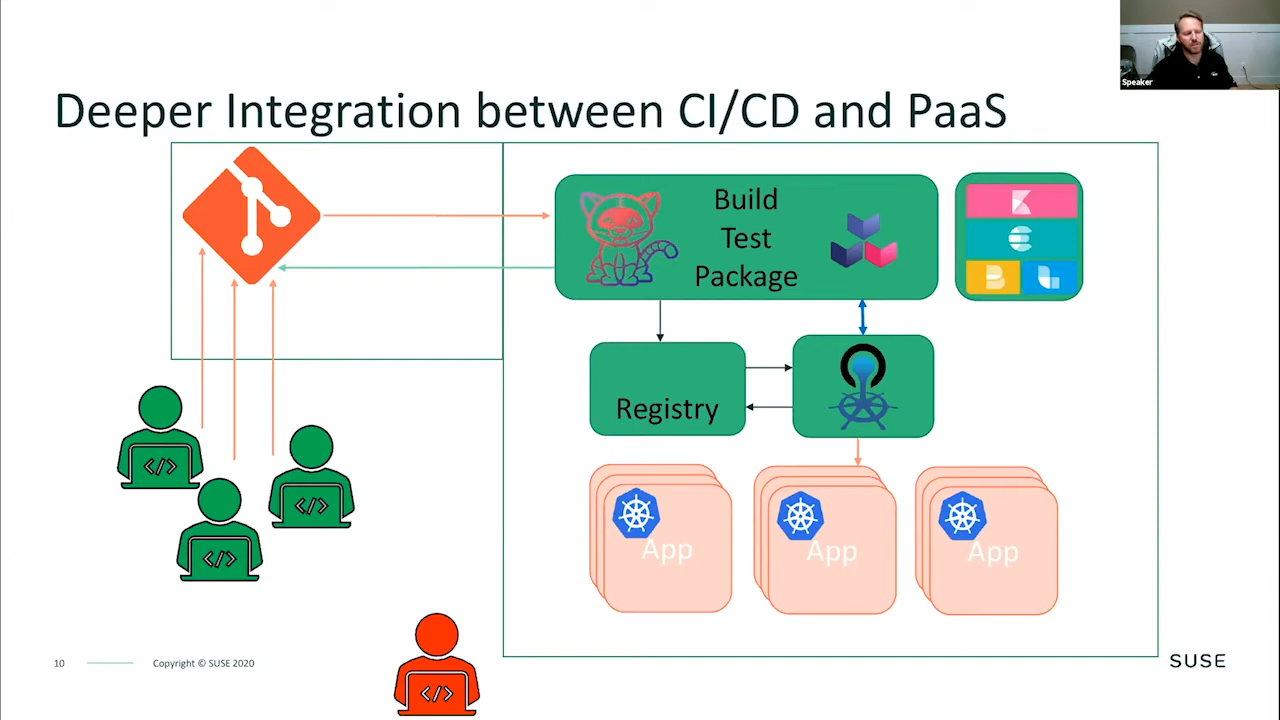 Speaker
Deeper Integration between CI/CD and PaaS
Build
Test
Package
Registry
App
App
App
</>
</>
</>
</>
10
Copyright © SUSE 2020
SUSE